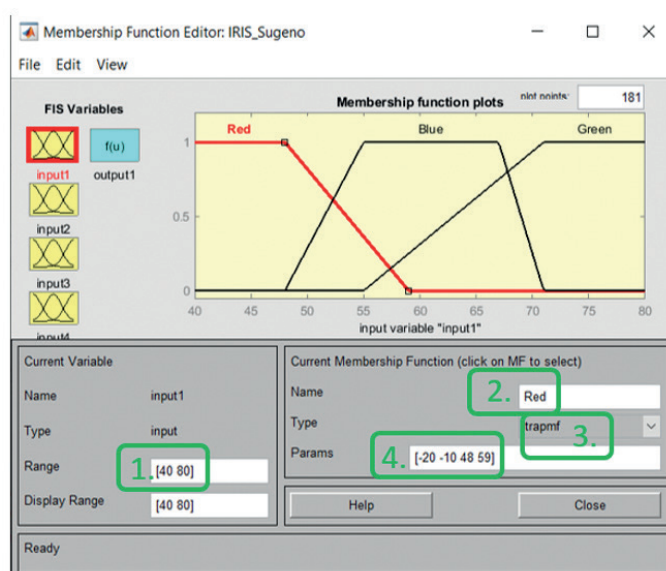 Membership Function Editor: IRIS_Sugeno
File Edit View
FIS Variables
f(u)
input1 output1
input2
input3
input4
Membership function plots
plot points: 181
Red Blue Green
1
0.5
0
40 45 50 55 60 65 70 75 80
input variable "input1"
Current Variable
Name input1
Type input
Range 1. [40 80]
Display Range [40 80]
Current Membership Function (click on MF to select)
Name 2. Red
Type trapmf 3.
Params 4. [-20 -10 48 59]
Help Close
Ready